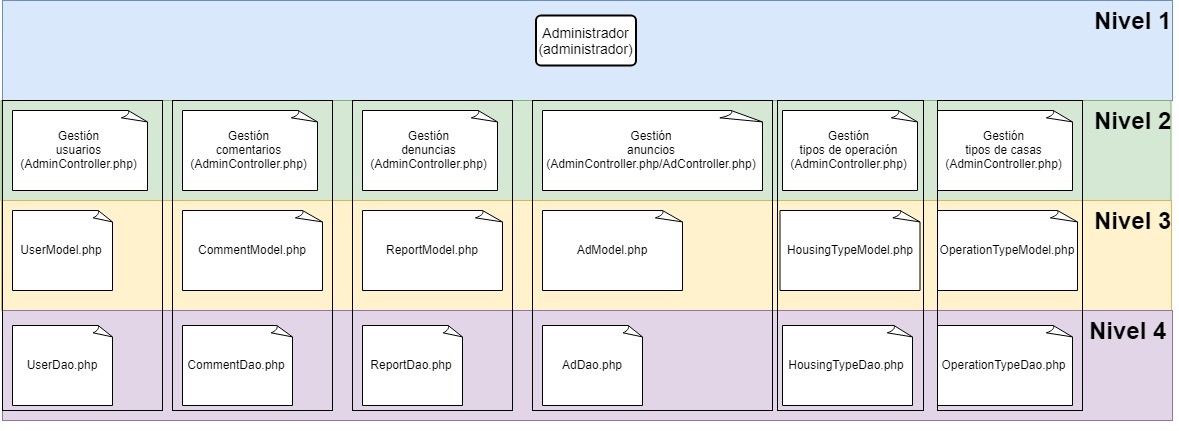 Nivel 1
Administrador
(administrador)
Nivel 2
Gestión
usuarios
(AdminController.php)
Gestión
comentarios
(AdminController.php)
Gestión
denuncias
(AdminController.php)
Gestión
anuncios
(AdminController.php/AdController.php)
Gestión
tipos de operación
(AdminController.php)
Gestión
tipos de casas
(AdminController.php)
Nivel 3
UserModel.php
CommentModel.php
ReportModel.php
AdModel.php
HousingTypeModel.php
OperationTypeModel.php
Nivel 4
UserDao.php
CommentDao.php
ReportDao.php
AdDao.php
HousingTypeDao.php
OperationTypeDao.php